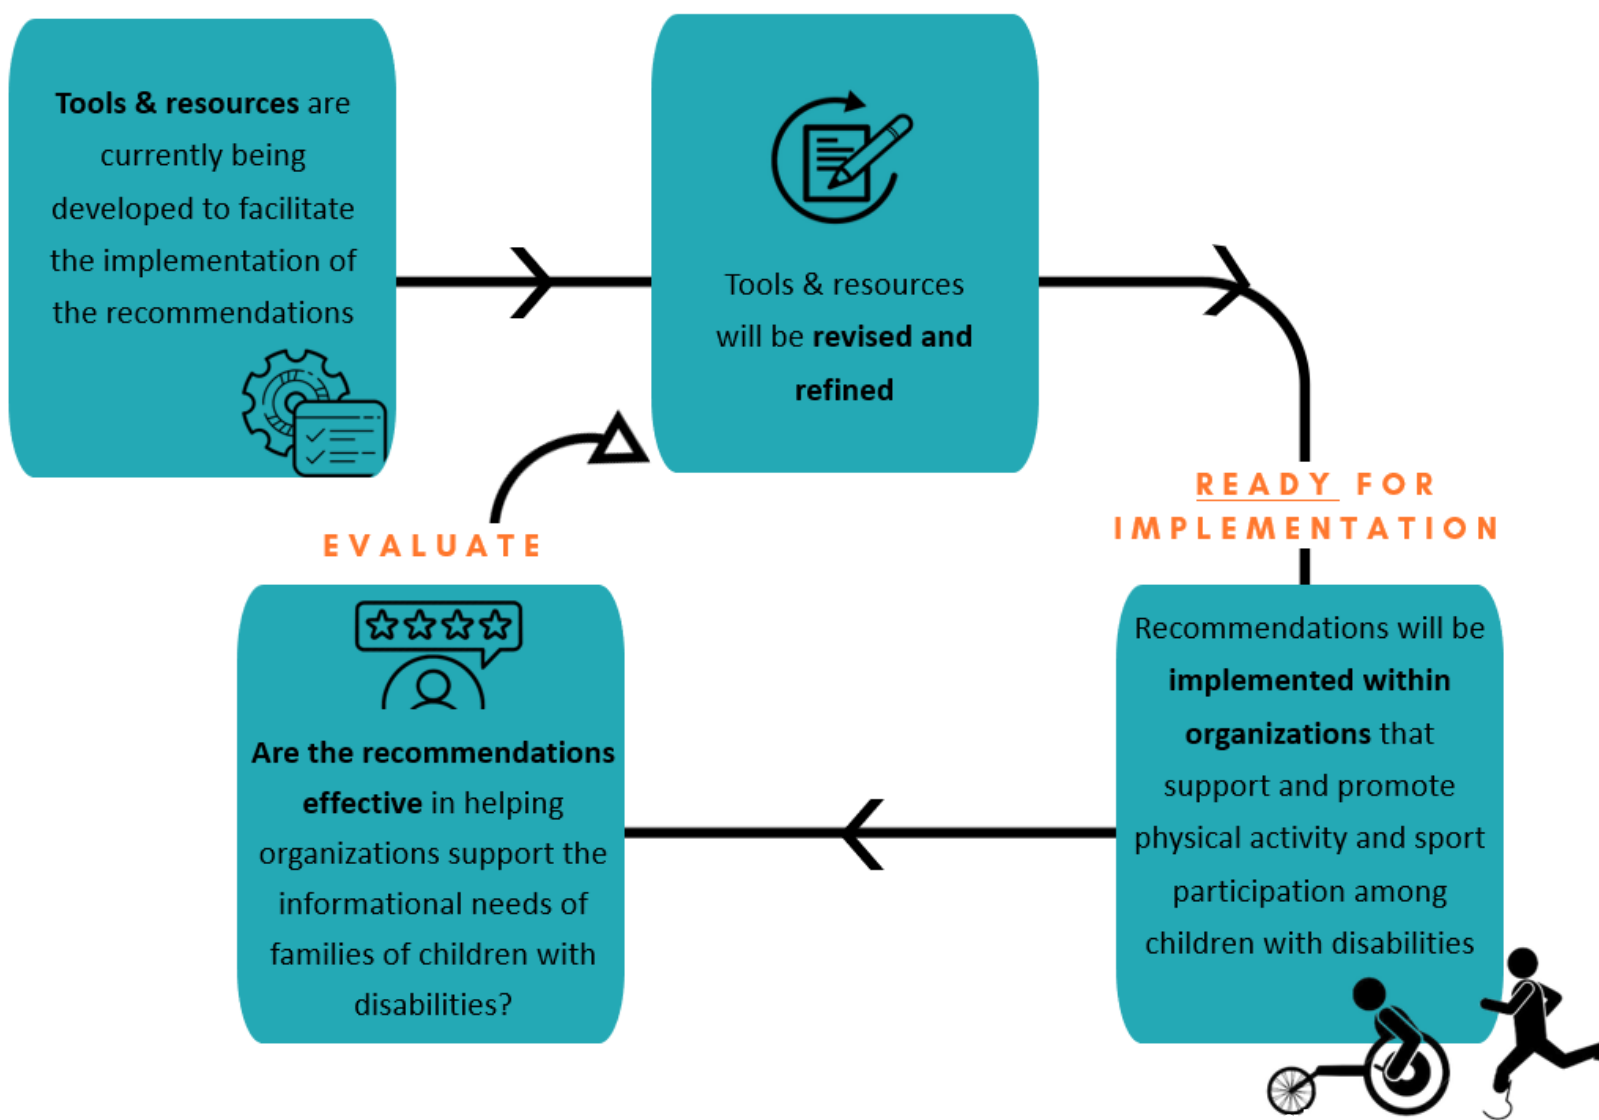 Tools & resources are
currently being
developed to facilitate
the implementation of
the recommendations
Tools & resources
will be revised and
refined
READY FOR
IMPLEMENTATION
Recommendations will be
implemented within
organizations that
support and promote
physical activity and sport
participation among
children with disabilities
EVALUATE
Are the recommendations
effective in helping
organizations support the
informational needs of
families of children with
disabilities?